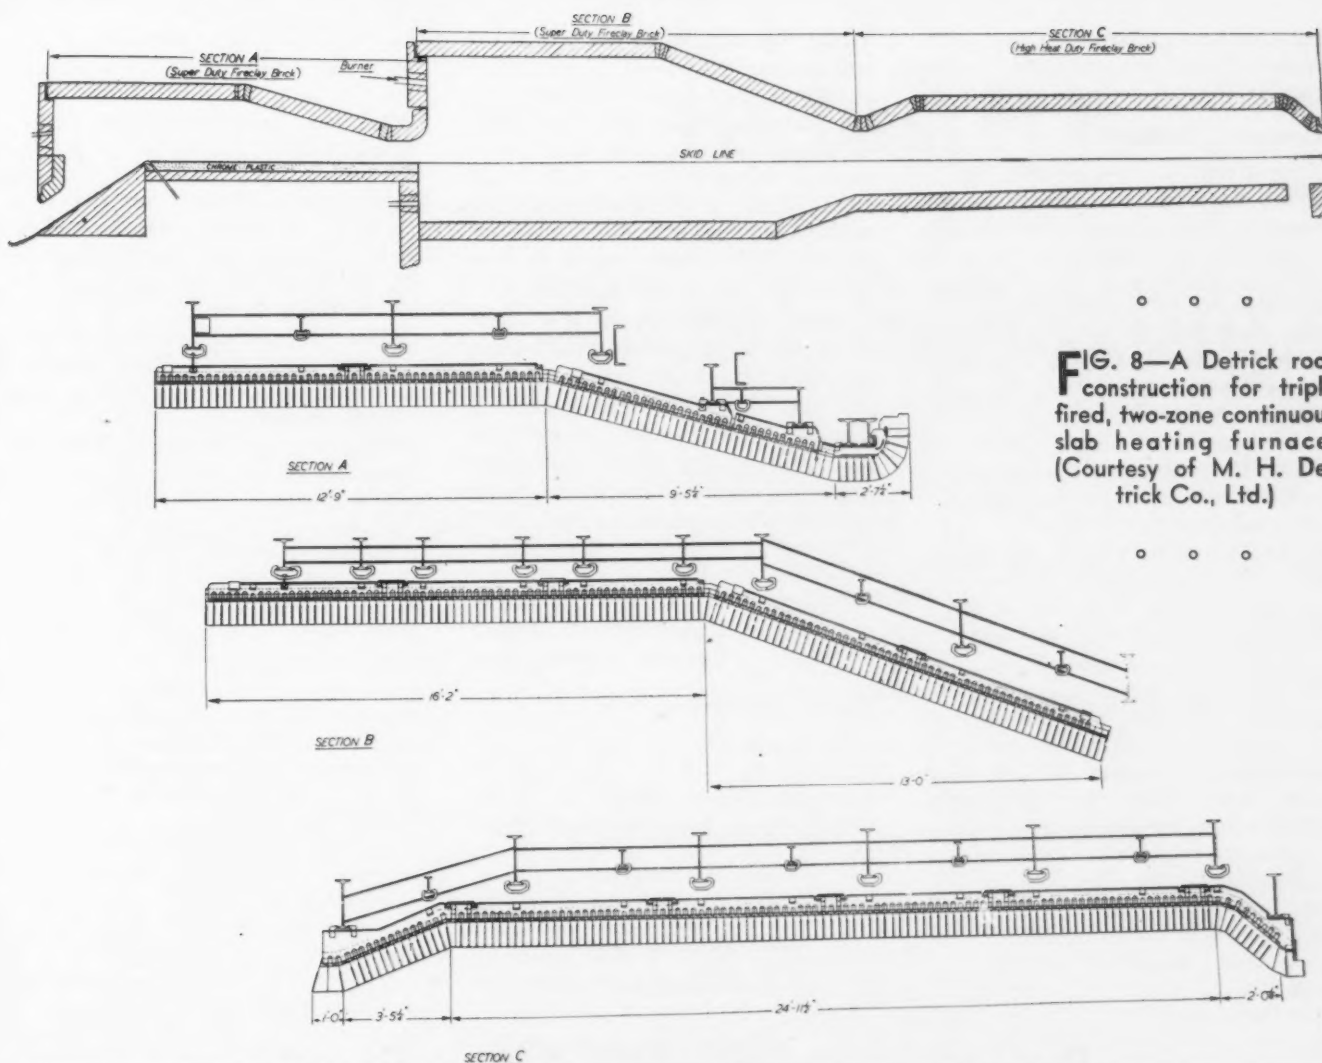 SECTION B
(Super Duty Fireclay Brick)
SECTION C
(High Heat Duty Fireclay Brick)
SECTION A
(Super Duty Fireclay Brick)
Burner
SKID LINE
CHROME PLASTIC
FIG. 8—A Detrick roo
construction for tripl
fired, two-zone continuou
slab heating furnace
(Courtesy of M. H. De
trick Co., Ltd.)
SECTION A
12'-9"
9'-5¼"
2'-7¼"
16'-2"
SECTION B
13'-0"
1'-0"
3'-5¼"
24'-11½"
SECTION C